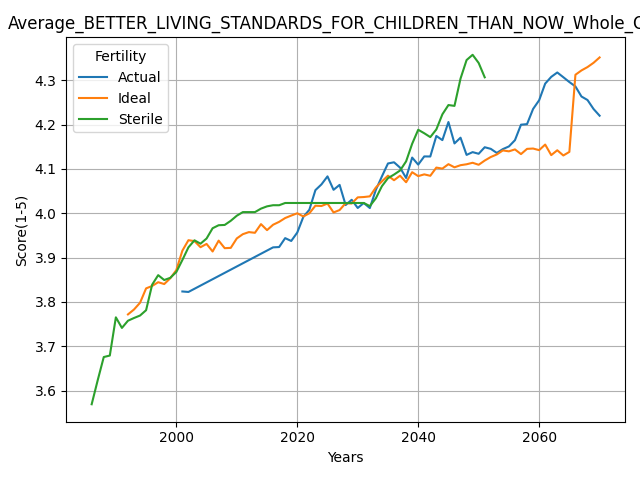 Average_BETTER_LIVING_STANDARDS_FOR_CHILDREN_THAN_NOW_Whole_
Fertility
Actual
Ideal
Sterile
4.3
4.2
4.1
4.0
3.9
3.8
3.7
3.6
Score(1-5)
2000 2020 2040 2060
Years